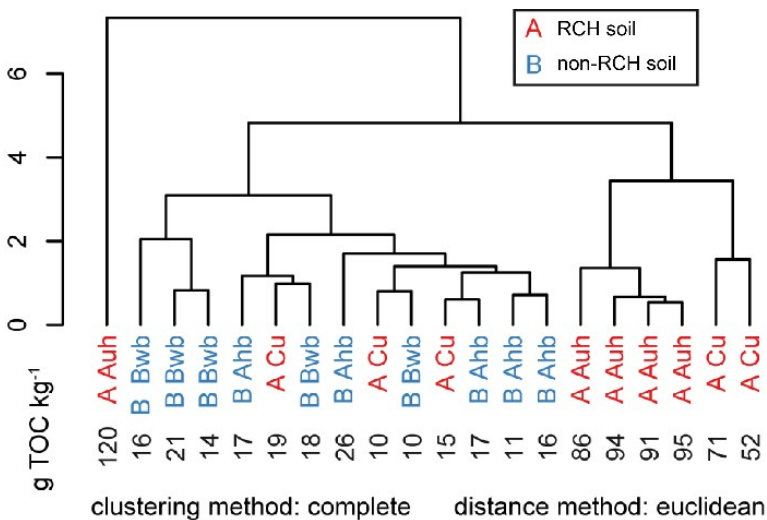 A RCH soil
B non-RCH soil
6
4
2
0
A Auh
B Bwb
B Bwb
B Bwb
B Ahb
A Cu
B Bwb
B Ahb
A Cu
B Bwb
A Cu
B Ahb
B Ahb
B Ahb
A Auh
A Auh
A Auh
A Auh
A Cu
A Cu
g TOC kg⁻¹
120 16 21 14 17 19 18 26 10 10 15 17 11 16 86 94 91 95 71 52
clustering method: complete
distance method: euclidean